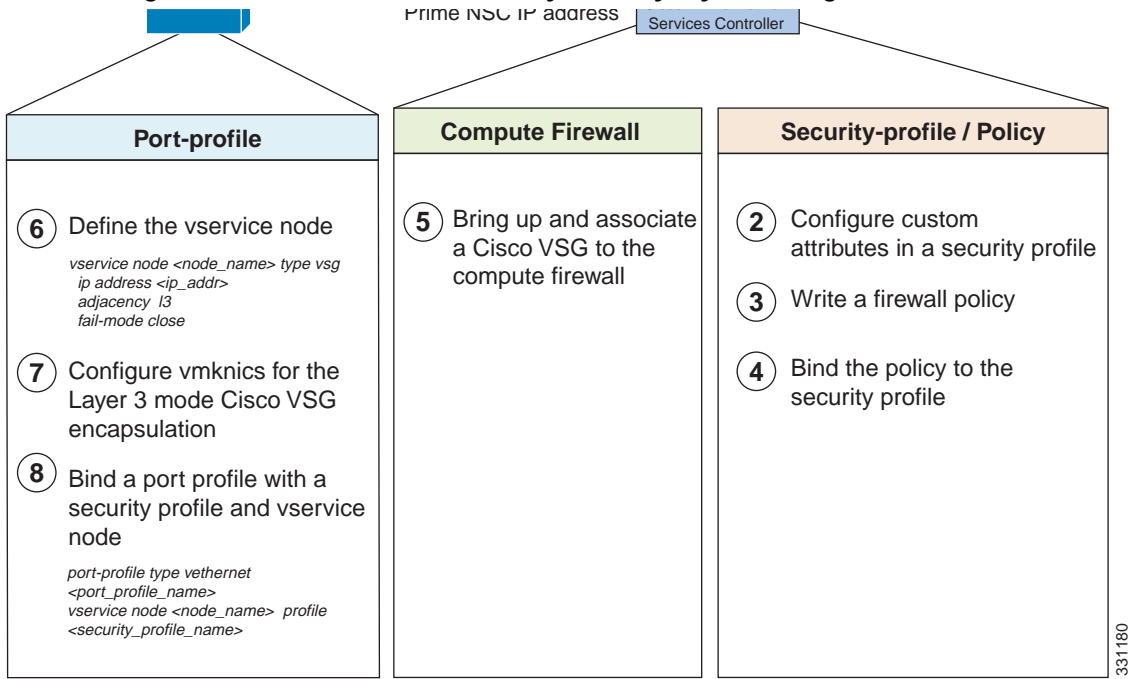 Prime NSC IP address
Services Controller
Port-profile
6 Define the vservice node
vservice node <node_name> type vsg
ip address <ip_addr>
adjacency l3
fail-mode close
7 Configure vmknics for the
Layer 3 mode Cisco VSG
encapsulation
8 Bind a port profile with a
security profile and vservice
node
port-profile type vethernet
<port_profile_name>
vservice node <node_name> profile
<security_profile_name>
Compute Firewall
5 Bring up and associate
a Cisco VSG to the
compute firewall
Security-profile / Policy
2 Configure custom
attributes in a security profile
3 Write a firewall policy
4 Bind the policy to the
security profile
331180